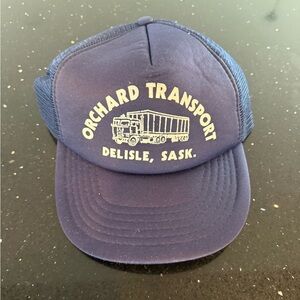 ORCHARD TRANSPORT
DELISLE, SASK.